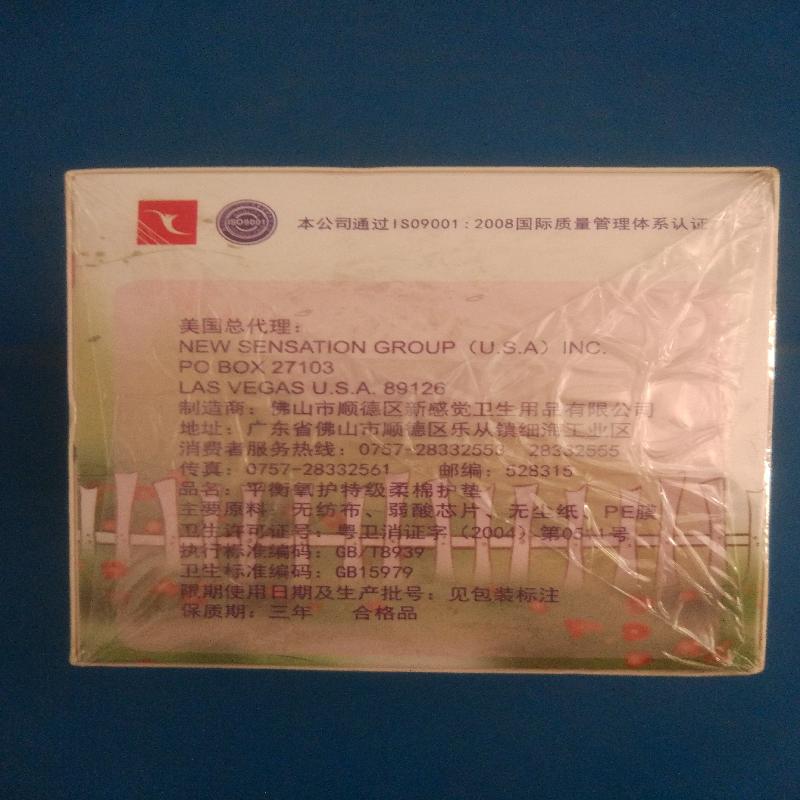 ISO9001
本公司通过ISO9001:2008国际质量管理体系认证
美国总代理:
NEW SENSATION GROUP (U.S.A) INC.
PO BOX 27103
LAS VEGAS U.S.A. 89126
制造商: 佛山市顺德区新感觉卫生用品有限公司
地址: 广东省佛山市顺德区乐从镇细滘工业区
消费者服务热线: 0757-28332553 28332565
传真: 0757-28332561 邮编: 528315
品名: 平衡氧护特级柔棉护垫
主要原料: 无纺布、弱酸芯片、无尘纸、PE膜
卫生许可证号: 粤卫消证字 (2004) 第
执行标准编码: GB/T8939
卫生标准编码: GB15979
限期使用日期及生产批号: 见包装标注
保质期: 三年 合格品